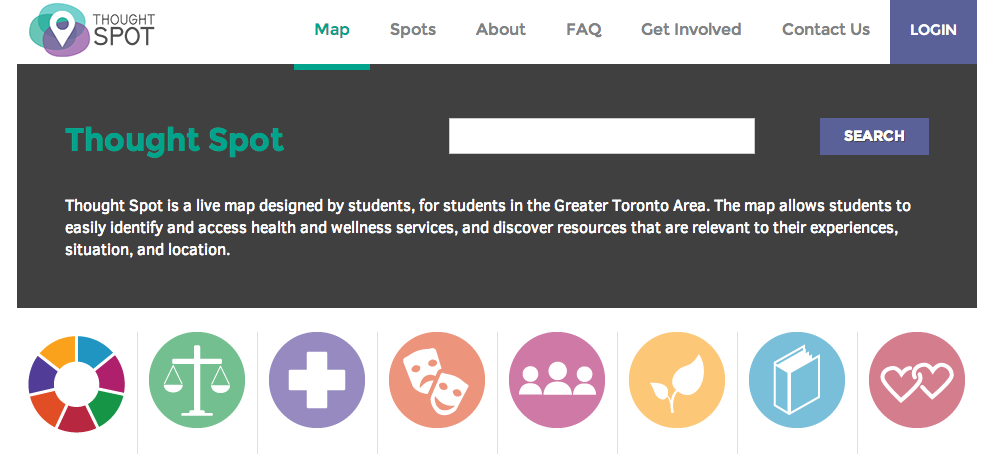 THOUGHT
SPOT
Map Spots About FAQ Get Involved Contact Us LOGIN
Thought Spot
SEARCH
Thought Spot is a live map designed by students, for students in the Greater Toronto Area. The map allows students to
easily identify and access health and wellness services, and discover resources that are relevant to their experiences,
situation, and location.